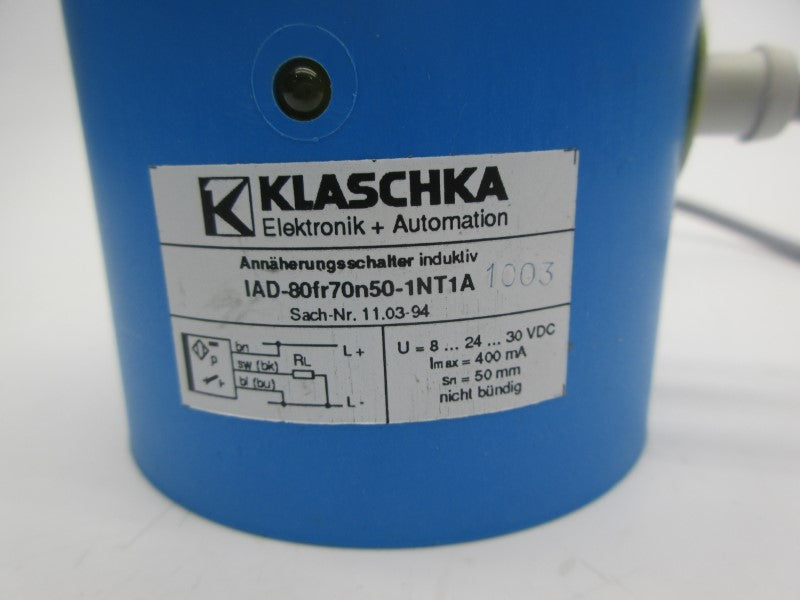 K KLASCHKA
Elektronik + Automation
Annäherungsschalter induktiv
IAD-80fr70n50-1NT1A 1003
Sach-Nr. 11.03-94
bn L +
P sw (bk) RL
bl (bu)
L -
U = 8 ... 24 ... 30 VDC
Imax = 400 mA
sn = 50 mm
nicht bündig